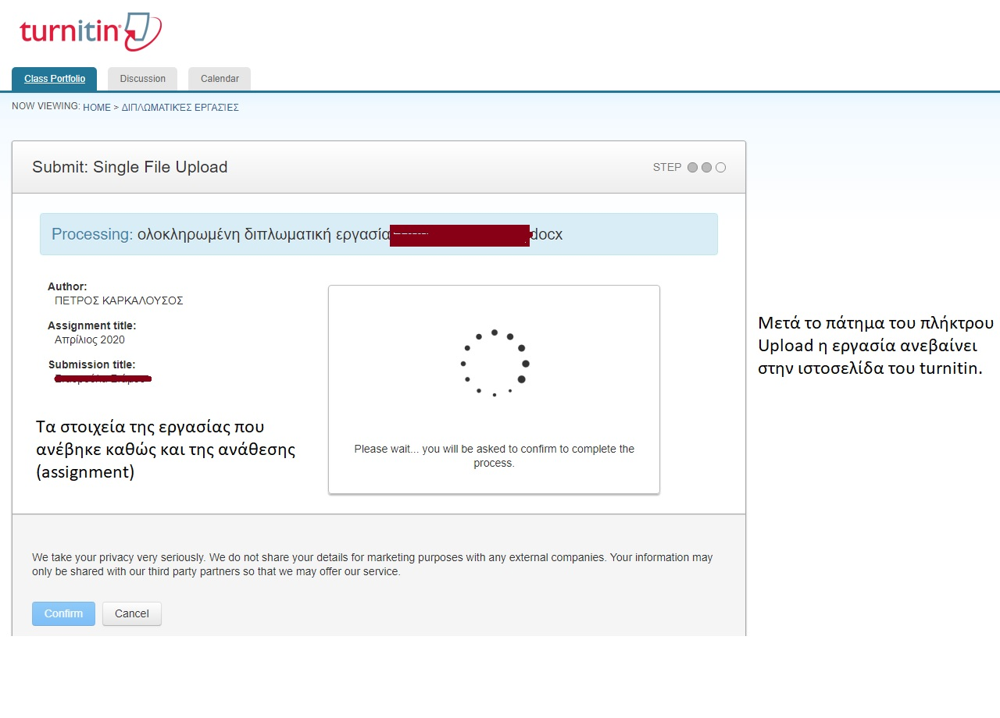 turnitin
Class Portfolio Discussion Calendar
NOW VIEWING: HOME > ΔΙΠΛΩΜΑΤΙΚΈΣ ΕΡΓΑΣΊΕΣ
Submit: Single File Upload
STEP
Processing: ολοκληρωμένη διπλωματική εργασία docx
Author:
ΠΕΤΡΟΣ ΚΑΡΚΑΛΟΥΣΟΣ
Assignment title:
Απρίλιος 2020
Submission title:
Τα στοιχεία της εργασίας που
ανέβηκε καθώς και της ανάθεσης
(assignment)
Please wait... you will be asked to confirm to complete the
process.
Μετά το πάτημα του πλήκτρου
Upload η εργασία ανεβαίνει
στην ιστοσελίδα του turnitin.
We take your privacy very seriously. We do not share your details for marketing purposes with any external companies. Your information may
only be shared with our third party partners so that we may offer our service.
Confirm Cancel